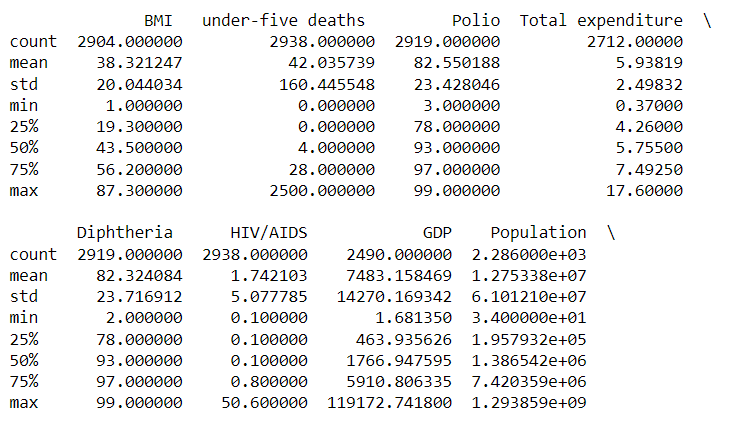 BMI under-five deaths Polio Total expenditure \
count 2904.000000 2938.000000 2919.000000 2712.00000
mean 38.321247 42.035739 82.550188 5.93819
std 20.044034 160.445548 23.428046 2.49832
min 1.000000 0.000000 3.000000 0.37000
25% 19.300000 0.000000 78.000000 4.26000
50% 43.500000 4.000000 93.000000 5.75500
75% 56.200000 28.000000 97.000000 7.49250
max 87.300000 2500.000000 99.000000 17.60000
Diphtheria HIV/AIDS GDP Population \
count 2919.000000 2938.000000 2490.000000 2.286000e+03
mean 82.324084 1.742103 7483.158469 1.275338e+07
std 23.716912 5.077785 14270.169342 6.101210e+07
min 2.000000 0.100000 1.681350 3.400000e+01
25% 78.000000 0.100000 463.935626 1.957932e+05
50% 93.000000 0.100000 1766.947595 1.386542e+06
75% 97.000000 0.800000 5910.806335 7.420359e+06
max 99.000000 50.600000 119172.741800 1.293859e+09